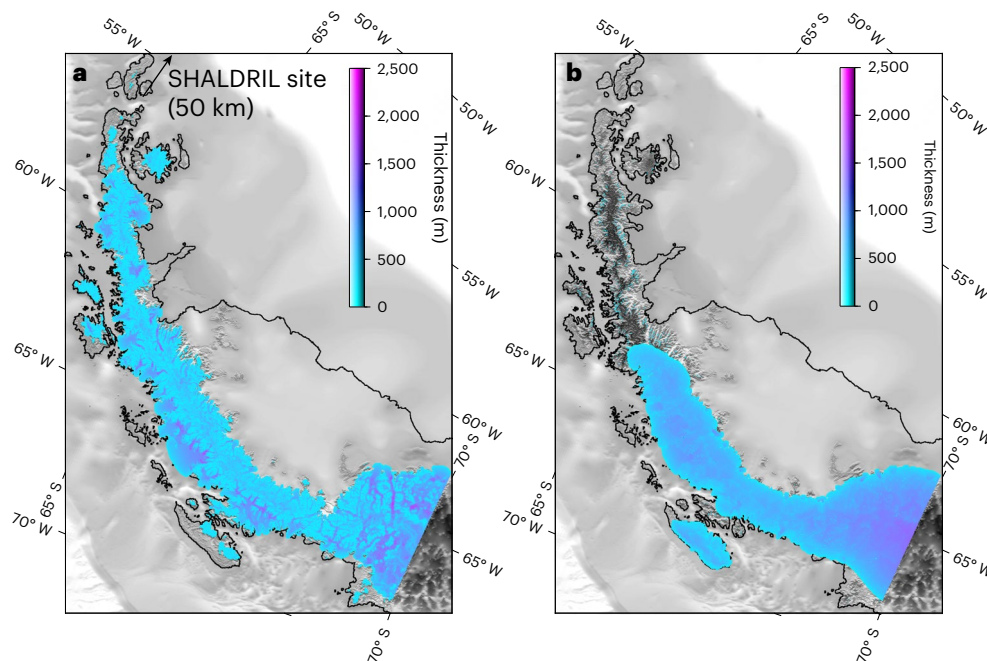 55° W
65° S
50° W
a
SHALDRIL site
(50 km)
2,500
2,000
1,500
1,000
500
0
Thickness (m)
50° W
60° W
55° W
65° W
60° W
70° S
65° S
70° W
65° W
70° S
55° W
65° S
50° W
b
2,500
2,000
1,500
1,000
500
0
Thickness (m)
50° W
60° W
55° W
65° W
60° W
70° S
65° S
70° W
65° W
70° S